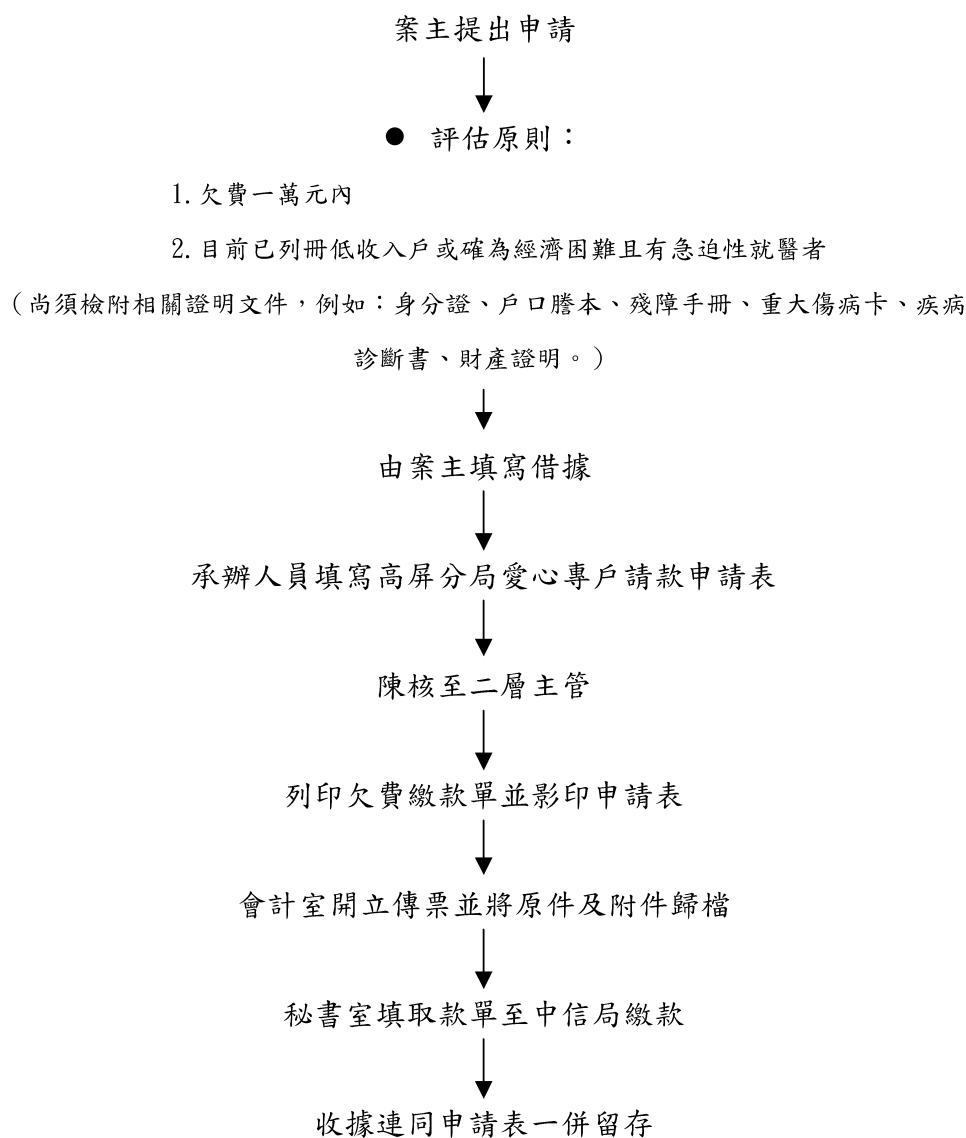 案主提出申請
● 評估原則：
1.欠費一萬元內
2.目前已列冊低收入戶或確為經濟困難且有急迫性就醫者
（尚須檢附相關證明文件，例如：身分證、戶口謄本、殘障手冊、重大傷病卡、疾病
診斷書、財產證明。）
由案主填寫借據
承辦人員填寫高屏分局愛心專戶請款申請表
陳核至二層主管
列印欠費繳款單並影印申請表
會計室開立傳票並將原件及附件歸檔
秘書室填取款單至中信局繳款
收據連同申請表一併留存